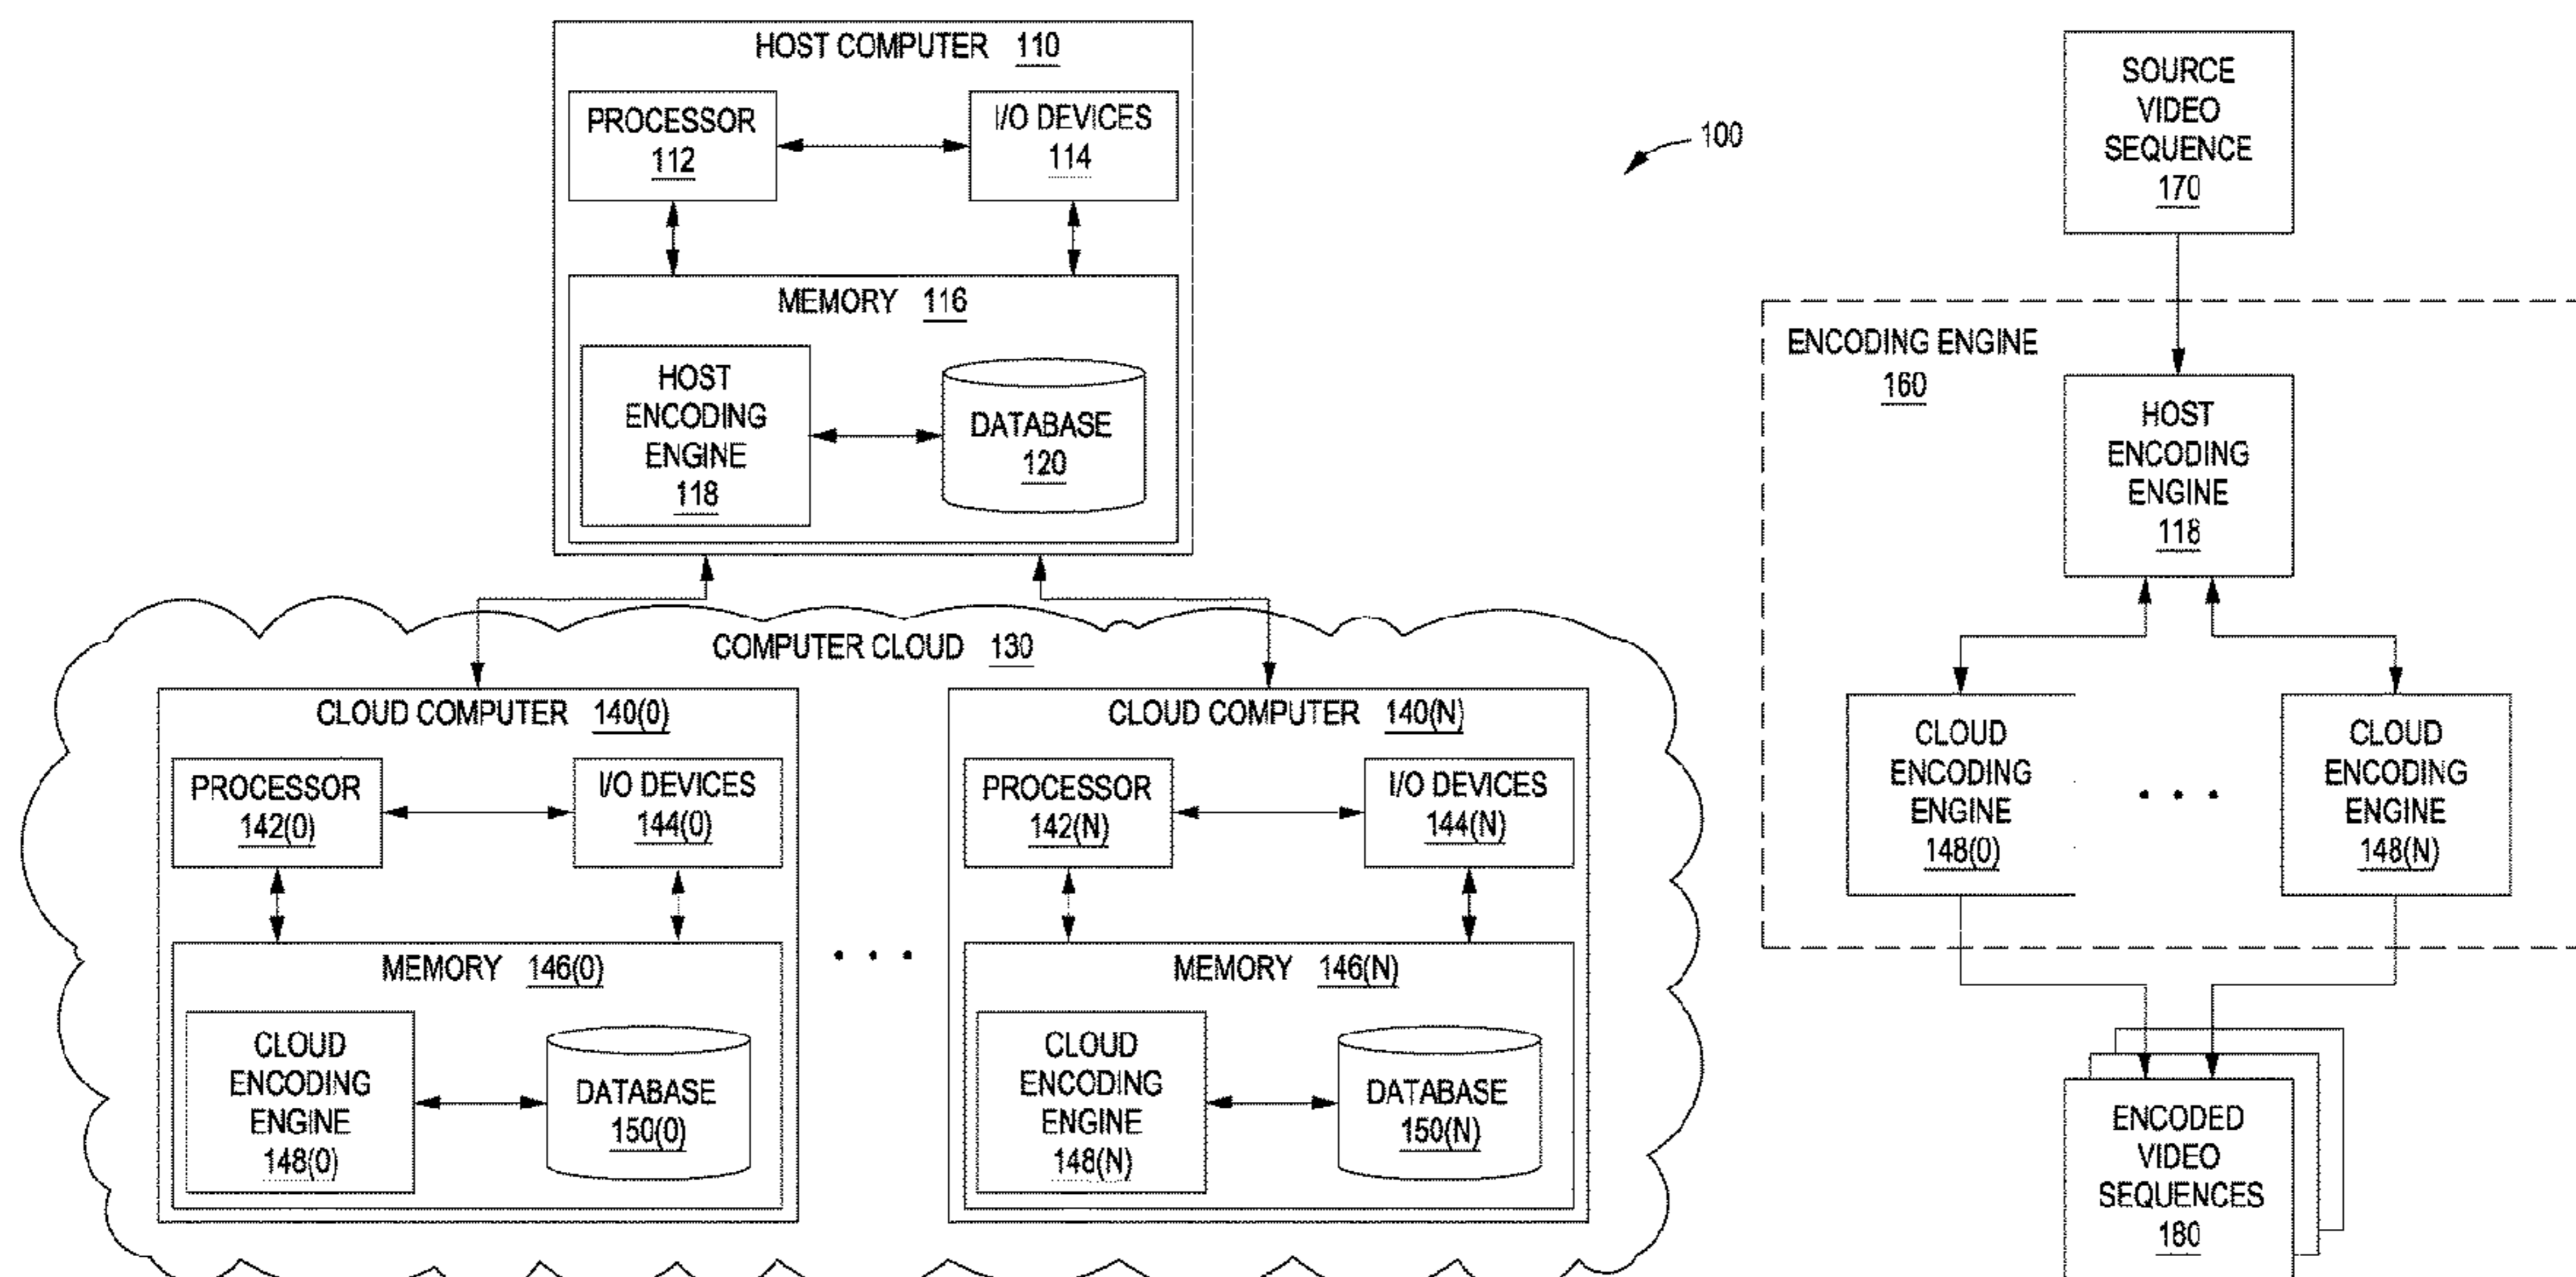 HOST COMPUTER 110
PROCESSOR
112
I/O DEVICES
114
MEMORY 116
HOST
ENCODING
ENGINE
118
DATABASE
120
COMPUTER CLOUD 130
CLOUD COMPUTER 140(0)
PROCESSOR
142(0)
I/O DEVICES
144(0)
MEMORY 146(0)
CLOUD
ENCODING
ENGINE
148(0)
DATABASE
150(0)
• • •
CLOUD COMPUTER 140(N)
PROCESSOR
142(N)
I/O DEVICES
144(N)
MEMORY 146(N)
CLOUD
ENCODING
ENGINE
148(N)
DATABASE
150(N)
100
SOURCE
VIDEO
SEQUENCE
170
ENCODING ENGINE
160
HOST
ENCODING
ENGINE
118
CLOUD
ENCODING
ENGINE
148(0)
• • •
CLOUD
ENCODING
ENGINE
148(N)
ENCODED
VIDEO
SEQUENCES
180